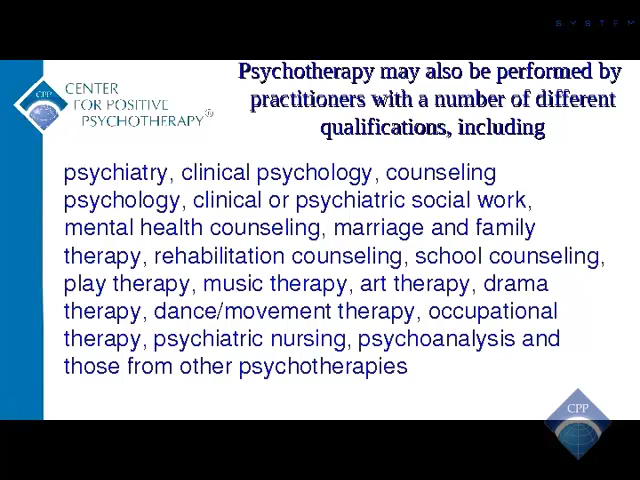 SYSTEM
Psychotherapy may also be performed by
practitioners with a number of different
qualifications, including
CPP
CENTER
FOR POSITIVE
PSYCHOTHERAPY®
psychiatry, clinical psychology, counseling
psychology, clinical or psychiatric social work,
mental health counseling, marriage and family
therapy, rehabilitation counseling, school counseling,
play therapy, music therapy, art therapy, drama
therapy, dance/movement therapy, occupational
therapy, psychiatric nursing, psychoanalysis and
those from other psychotherapies
CPP